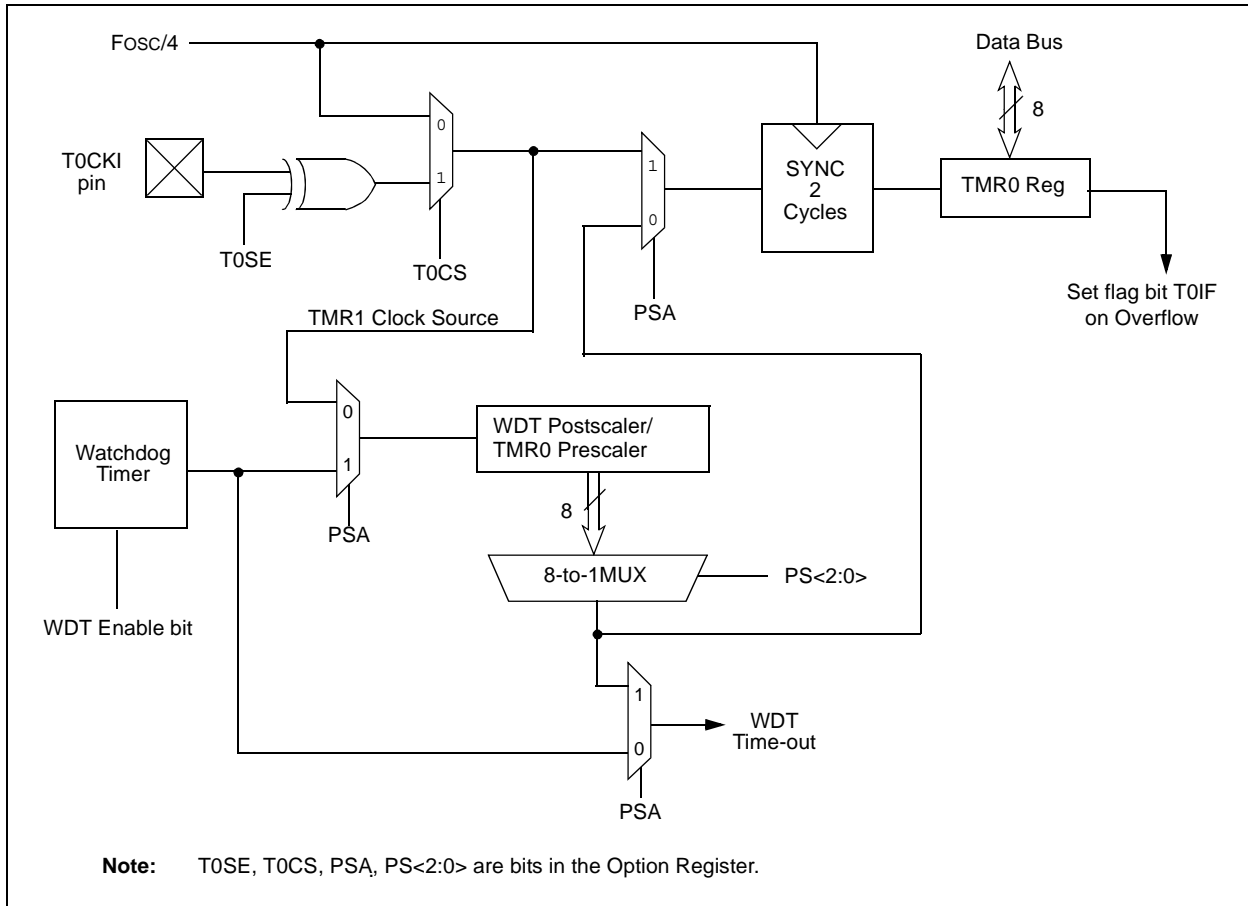 FOSC/4
Data Bus
8
0
1
T0CKI
pin
T0SE
T0CS
1
0
PSA
SYNC
2
Cycles
TMR0 Reg
Set flag bit T0IF
on Overflow
TMR1 Clock Source
Watchdog
Timer
0
1
PSA
WDT Postscaler/
TMR0 Prescaler
8
8-to-1MUX
PS<2:0>
WDT Enable bit
1
0
WDT
Time-out
PSA
Note: T0SE, T0CS, PSA, PS<2:0> are bits in the Option Register.